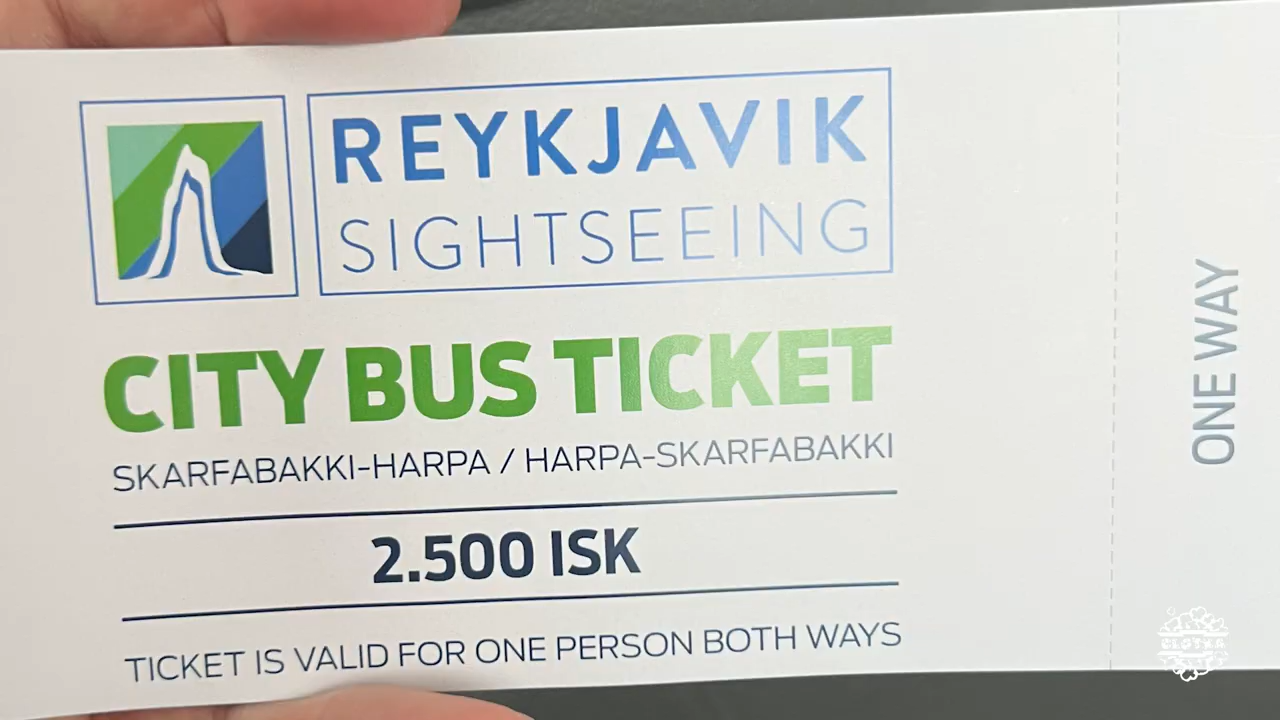 REYKJAVIK
SIGHTSEEING
CITY BUS TICKET
SKARFABAKKI-HARPA / HARPA-SKARFABAKKI
2.500 ISK
TICKET IS VALID FOR ONE PERSON BOTH WAYS
ONE WAY